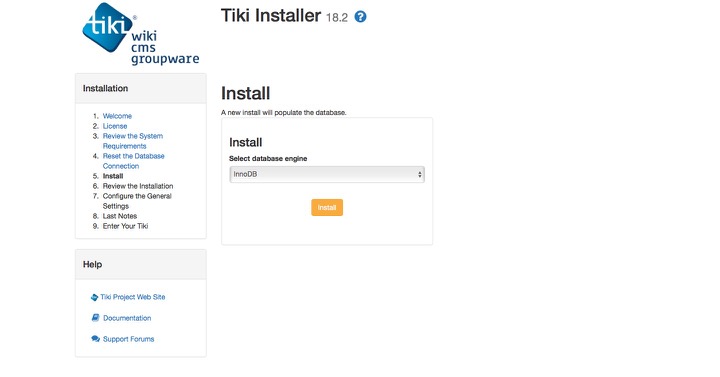 tiki®
wiki
cms
groupware
Tiki Installer 18.2 ?
Installation
1. Welcome
2. License
3. Review the System
Requirements
4. Reset the Database
Connection
5. Install
6. Review the Installation
7. Configure the General
Settings
8. Last Notes
9. Enter Your Tiki
Help
Tiki Project Web Site
Documentation
Support Forums
Install
A new install will populate the database.
Install
Select database engine
InnoDB
Install